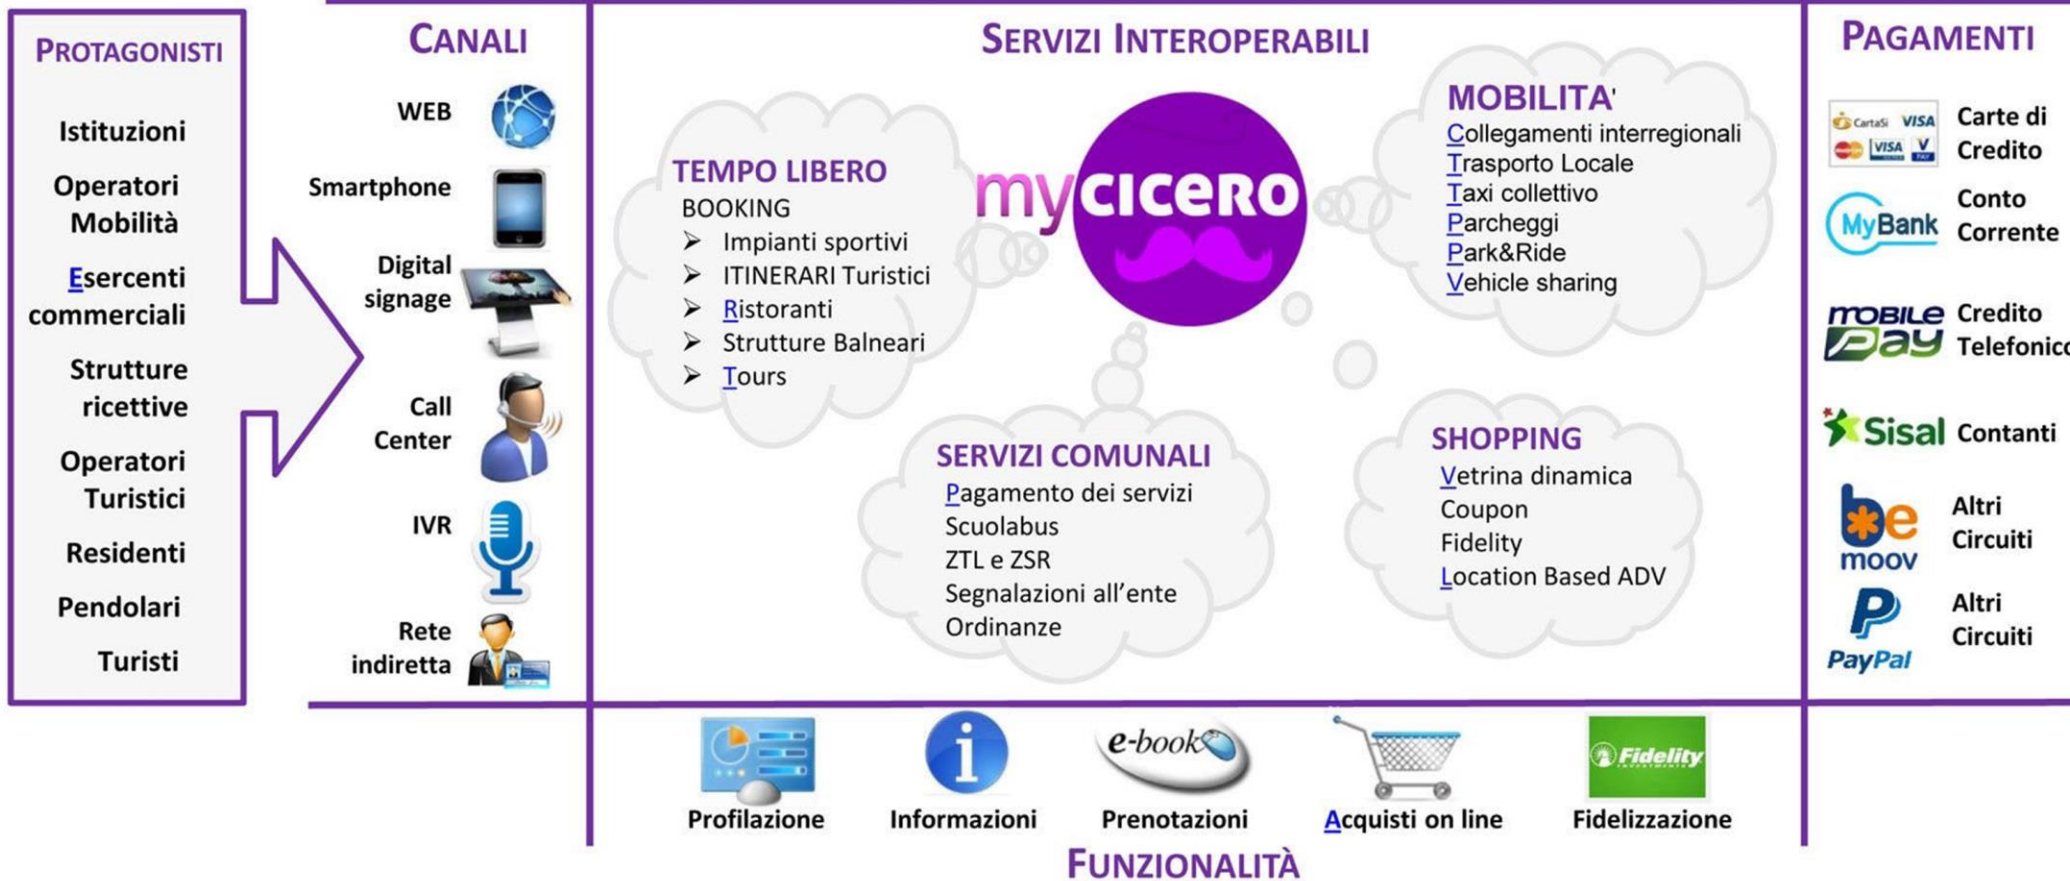 PROTAGONISTI
Istituzioni
Operatori
Mobilità
Esercenti
commerciali
Strutture
ricettive
Operatori
Turistici
Residenti
Pendolari
Turisti
CANALI
WEB
Smartphone
Digital
signage
Call
Center
IVR
Rete
indiretta
SERVIZI INTEROPERABILI
TEMPO LIBERO
BOOKING
➢ Impianti sportivi
➢ ITINERARI Turistici
➢ Ristoranti
➢ Strutture Balneari
➢ Tours
mycicero
MOBILITA'
Collegamenti interregionali
Trasporto Locale
Taxi collettivo
Parcheggi
Park&Ride
Vehicle sharing
SERVIZI COMUNALI
Pagamento dei servizi
Scuolabus
ZTL e ZSR
Segnalazioni all’ente
Ordinanze
SHOPPING
Vetrina dinamica
Coupon
Fidelity
Location Based ADV
PAGAMENTI
CartaSi VISA
VISA V PAY
Carte di
Credito
MyBank
Conto
Corrente
MOBILE
Pay
Credito
Telefonico
Sisal
Contanti
be
moov
Altri
Circuiti
PayPal
Altri
Circuiti
Profilazione
i
Informazioni
e-book
Prenotazioni
Acquisti on line
Fidelity
INVESTMENTS
Fidelizzazione
FUNZIONALITÀ